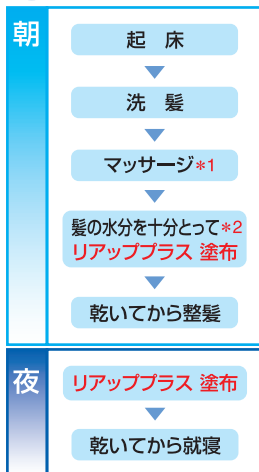 朝
起 床
洗 髪
マッサージ*1
髪の水分を十分とって*2
リアッププラス 塗布
乾いてから整髪
夜
リアッププラス 塗布
乾いてから就寝